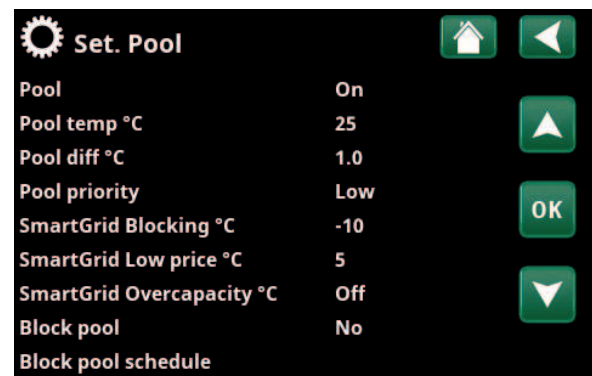 Set. Pool
Pool On
Pool temp °C 25
Pool diff °C 1.0
Pool priority Low
OK
SmartGrid Blocking °C -10
SmartGrid Low price °C 5
SmartGrid Overcapacity °C Off
Block pool No
Block pool schedule